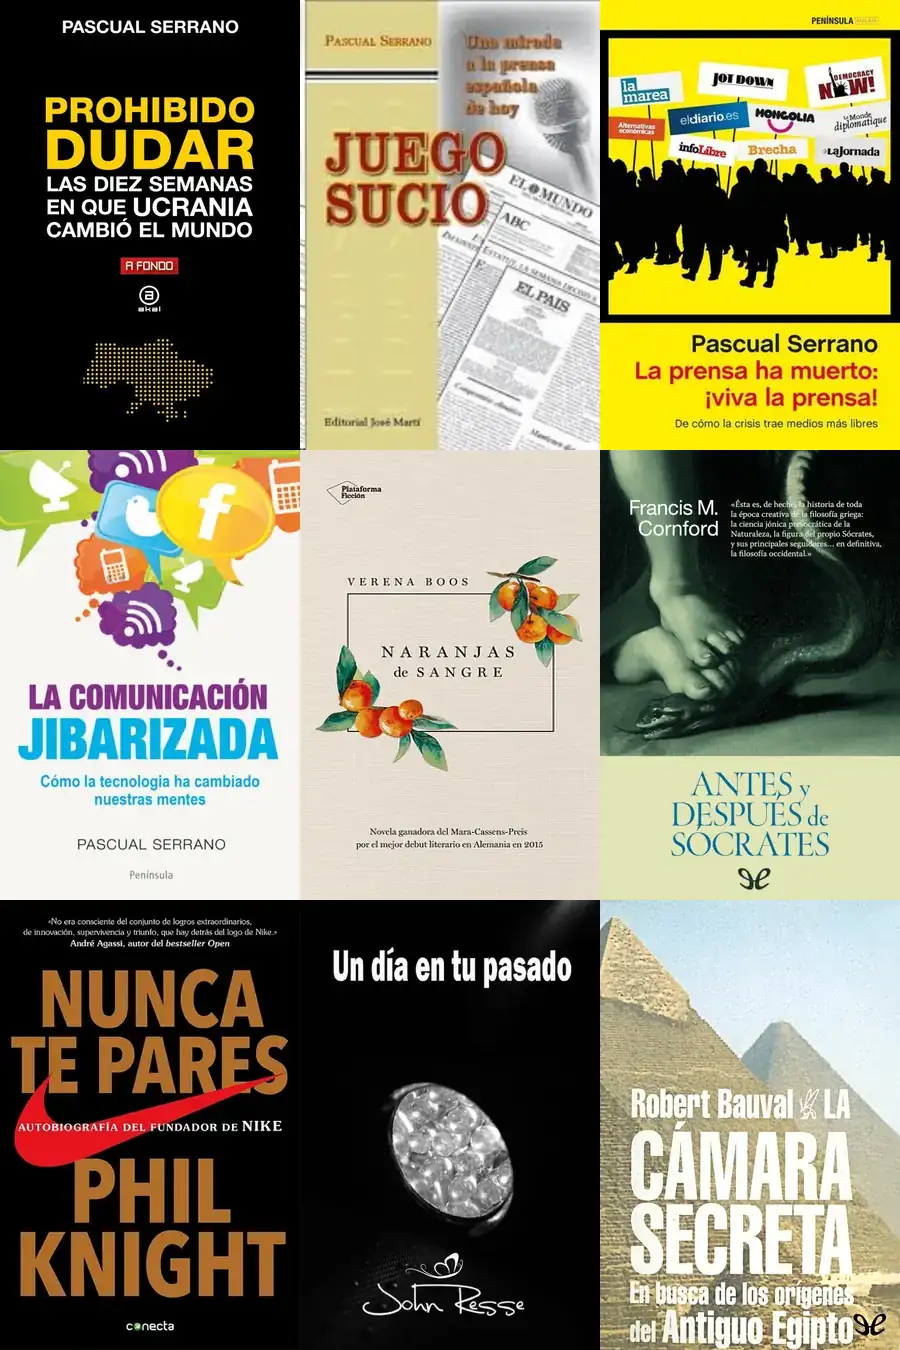 PASCUAL SERRANO
PROHIBIDO
DUDAR
LAS DIEZ SEMANAS
EN QUE UCRANIA
CAMBIÓ EL MUNDO
A FONDO
akal
PASCUAL SERRANO
Una mirada
a la prensa
española
de hoy
JUEGO
SUCIO
EL MUNDO
ABC
EL PAIS
Editorial José Martí
PENÍNSULA
la
marea
JOT DOWN
DEMOCRACY
NOW!
Alternativas
económicas
eldiario.es
MONGOLIA
Le Monde
diplomatique
infoLibre
Brecha
LaJornada
Pascual Serrano
La prensa ha muerto:
¡viva la prensa!
De cómo la crisis trae medios más libres
f
LA COMUNICACIÓN
JIBARIZADA
Cómo la tecnologia ha cambiado
nuestras mentes
PASCUAL SERRANO
Península
Plataforma
Ficción
VERENA BOOS
NARANJAS
de SANGRE
Novela ganadora del Mara-Cassens-Preis
por el mejor debut literario en Alemania en 2015
Francis M.
Cornford
«Ésta es, de hecho, la historia de toda
la época creativa de la filosofía griega:
la ciencia jónica presocrática de la
Naturaleza, la figura del propio Sócrates,
y sus principales seguidores... en definitiva,
la filosofía occidental.»
ANTES y
DESPUÉS de
SÓCRATES
«No era consciente del conjunto de logros extraordinarios,
de innovación, supervivencia y triunfo, que hay detrás del logo de Nike.»
André Agassi, autor del bestseller Open
NUNCA
TE PARES
AUTOBIOGRAFÍA DEL FUNDADOR DE NIKE
PHIL
KNIGHT
conecta
Un día en tu pasado
John Resse
Robert Bauval LA
CÁMARA
SECRETA
En busca de los orígenes
del Antiguo Egipto